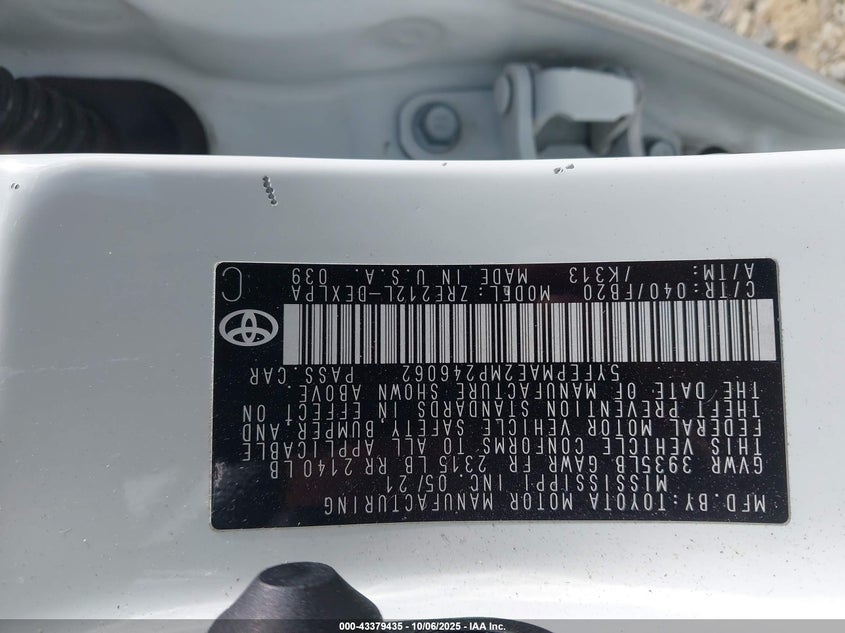 MFD.BY:TOYOTA MOTOR MANUFACTURING
MISSISSIPPI INC. 05/21
GVWR 3935LB GAWR FR 2315 LB RR 2140LB
THIS VEHICLE CONFORMS TO ALL APPLICABLE
FEDERAL MOTOR VEHICLE SAFETY, BUMPER, AND
THEFT PREVENTION STANDARDS IN EFFECT ON
THE DATE OF MANUFACTURE SHOWN ABOVE.
5YFEPMAE2MP246062 PASS.CAR
C/TR: 040/FB20 MODEL: ZRE212L-DEXLPA
A/TM: /K313 MADE IN U.S.A. 039
C
000-43379435 - 10/06/2025 - IAA Inc.